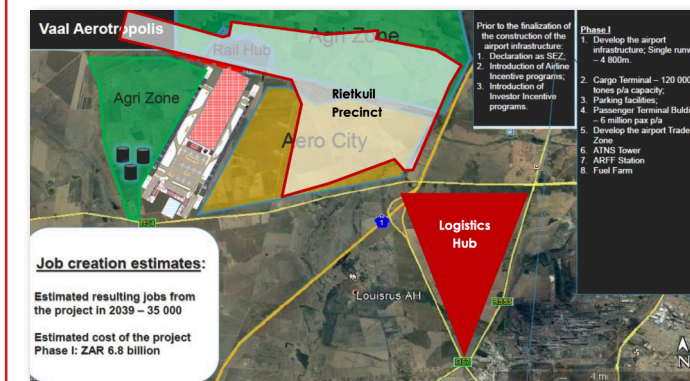 Vaal Aerotropolis
Rail Hub
Agri Zone
Agri Zone
Rietkuil
Precinct
Aero City
R54
1
Logistics
Hub
Louisrus AH
R553
4 mi
N
Prior to the finalization of
the construction of the
airport infrastructure:
1. Declaration as SEZ;
2. Introduction of Airline
Incentive programs;
3. Introduction of
Investor Incentive
programs.
Phase I
1. Develop the airport
infrastructure; Single runw
– 4 800m.
2. Cargo Terminal – 120 000
tones p/a capacity;
3. Parking facilities;
4. Passenger Terminal Buldi
– 6 million pax p/a
5. Develop the airport Trade
Zone
6. ATNS Tower
7. ARFF Station
8. Fuel Farm
Job creation estimates:
Estimated resulting jobs from
the project in 2039 – 35 000
Estimated cost of the project
Phase I: ZAR 6.8 billion